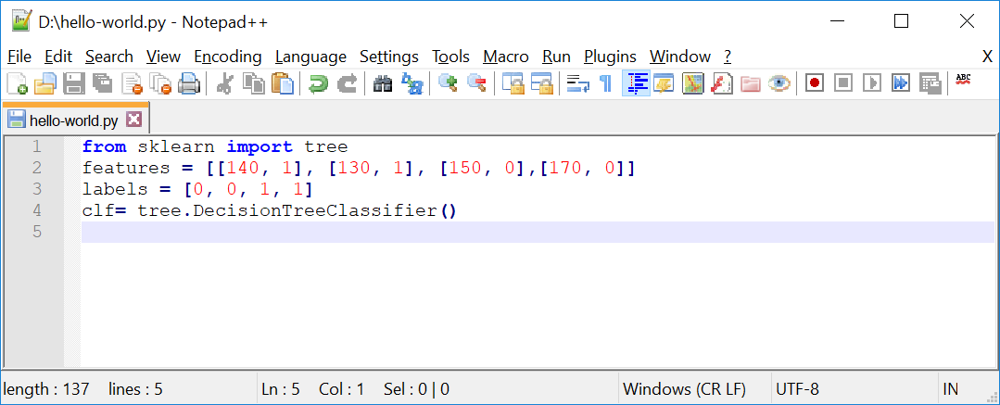 D:\hello-world.py - Notepad++
File Edit Search View Encoding Language Settings Tools Macro Run Plugins Window ? X
ABC
hello-world.py
1 from sklearn import tree
2 features = [[140, 1], [130, 1], [150, 0],[170, 0]]
3 labels = [0, 0, 1, 1]
4 clf= tree.DecisionTreeClassifier()
5
length : 137 lines : 5 Ln : 5 Col : 1 Sel : 0 | 0 Windows (CR LF) UTF-8 IN